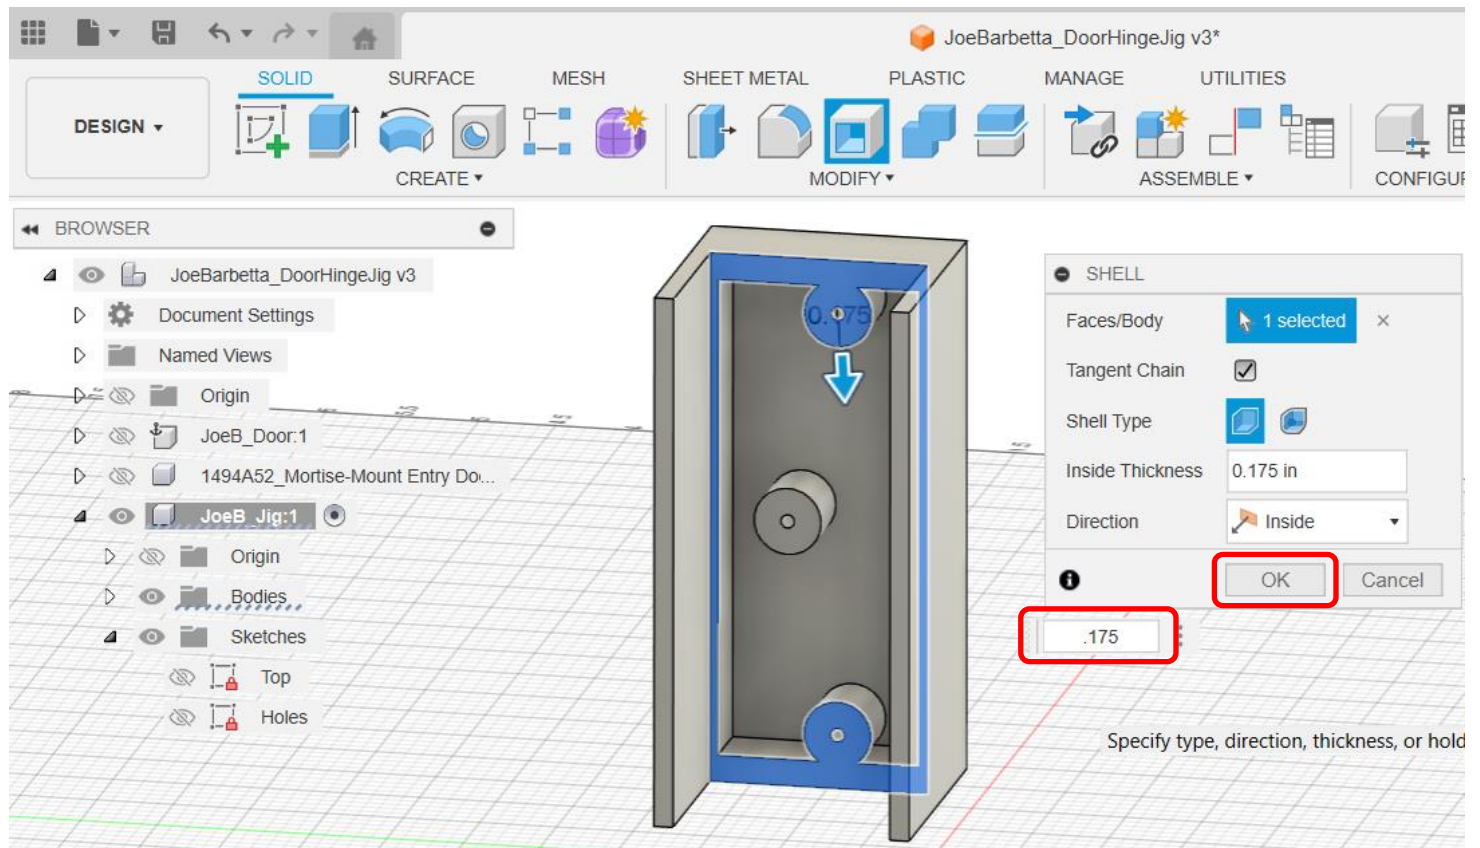 JoeBarbetta_DoorHingeJig v3*
SOLID SURFACE MESH SHEET METAL PLASTIC MANAGE UTILITIES
DESIGN
CREATE MODIFY ASSEMBLE CONFIGUR
BROWSER
JoeBarbetta_DoorHingeJig v3
Document Settings
Named Views
Origin
JoeB_Door:1
1494A52_Mortise-Mount Entry Do...
JoeB_Jig:1
Origin
Bodies
Sketches
Top
Holes
0.175
SHELL
Faces/Body 1 selected
Tangent Chain
Shell Type
Inside Thickness 0.175 in
Direction Inside
OK Cancel
.175
Specify type, direction, thickness, or hold